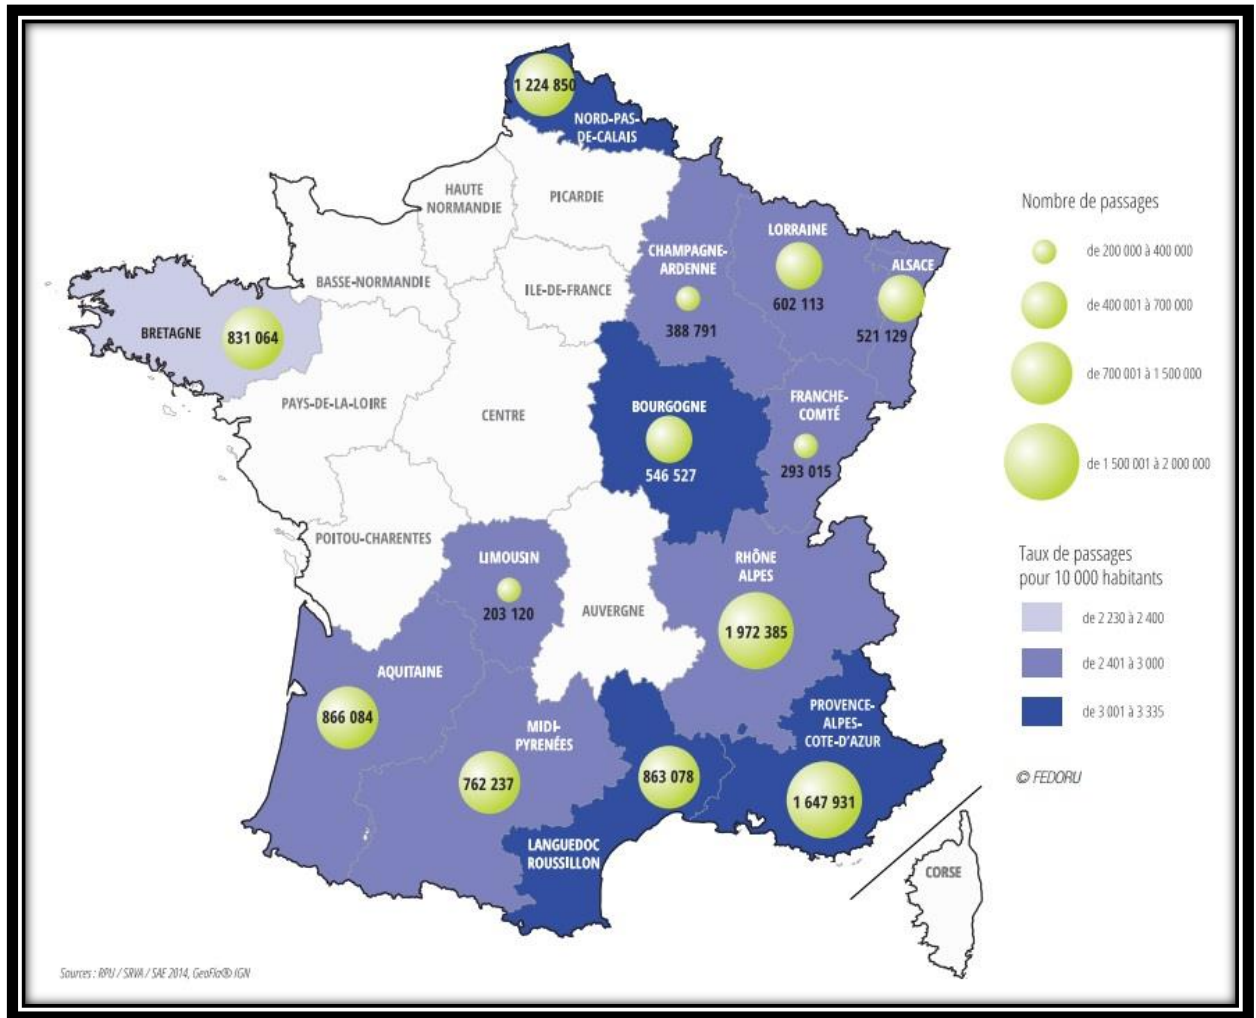 1 224 850
NORD-PAS-
DE-CALAIS
HAUTE
NORMANDIE
PICARDIE
BASSE-NORMANDIE
ILE-DE-FRANCE
CHAMPAGNE-
ARDENNE
388 791
LORRAINE
602 113
ALSACE
521 129
BRETAGNE
831 064
PAYS-DE-LA-LOIRE
CENTRE
BOURGOGNE
546 527
FRANCHE-
COMTÉ
293 015
POITOU-CHARENTES
LIMOUSIN
203 120
AUVERGNE
RHÔNE
ALPES
1 972 385
AQUITAINE
866 084
MIDI-
PYRENÉES
762 237
863 078
LANGUEDOC
ROUSSILLON
PROVENCE-
ALPES-
COTE-D'AZUR
1 647 931
CORSE
Nombre de passages
de 200 000 à 400 000
de 400 001 à 700 000
de 700 001 à 1 500 000
de 1 500 001 à 2 000 000
Taux de passages
pour 10 000 habitants
de 2 230 à 2 400
de 2 401 à 3 000
de 3 001 à 3 335
© FEDORU
Sources : RPU / SRVA / SAE 2014, GeoFla® IGN